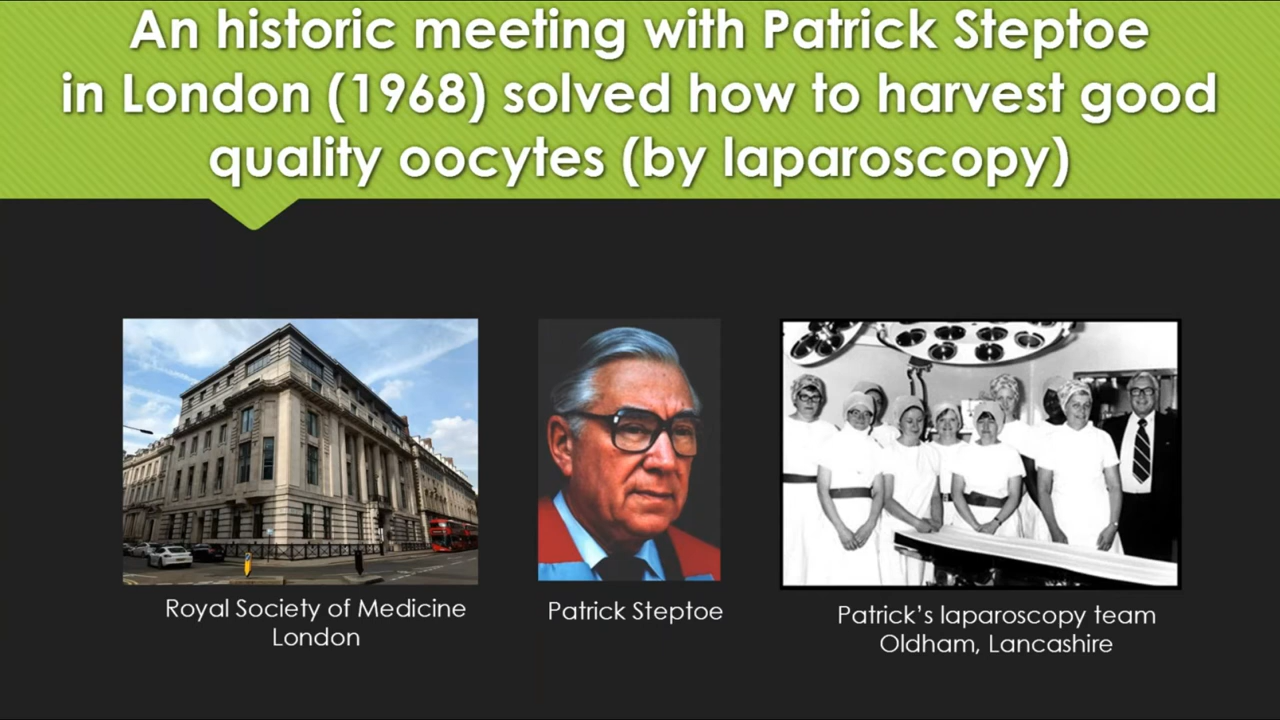 An historic meeting with Patrick Steptoe
in London (1968) solved how to harvest good
quality oocytes (by laparoscopy)
Royal Society of Medicine
London
Patrick Steptoe
Patrick’s laparoscopy team
Oldham, Lancashire